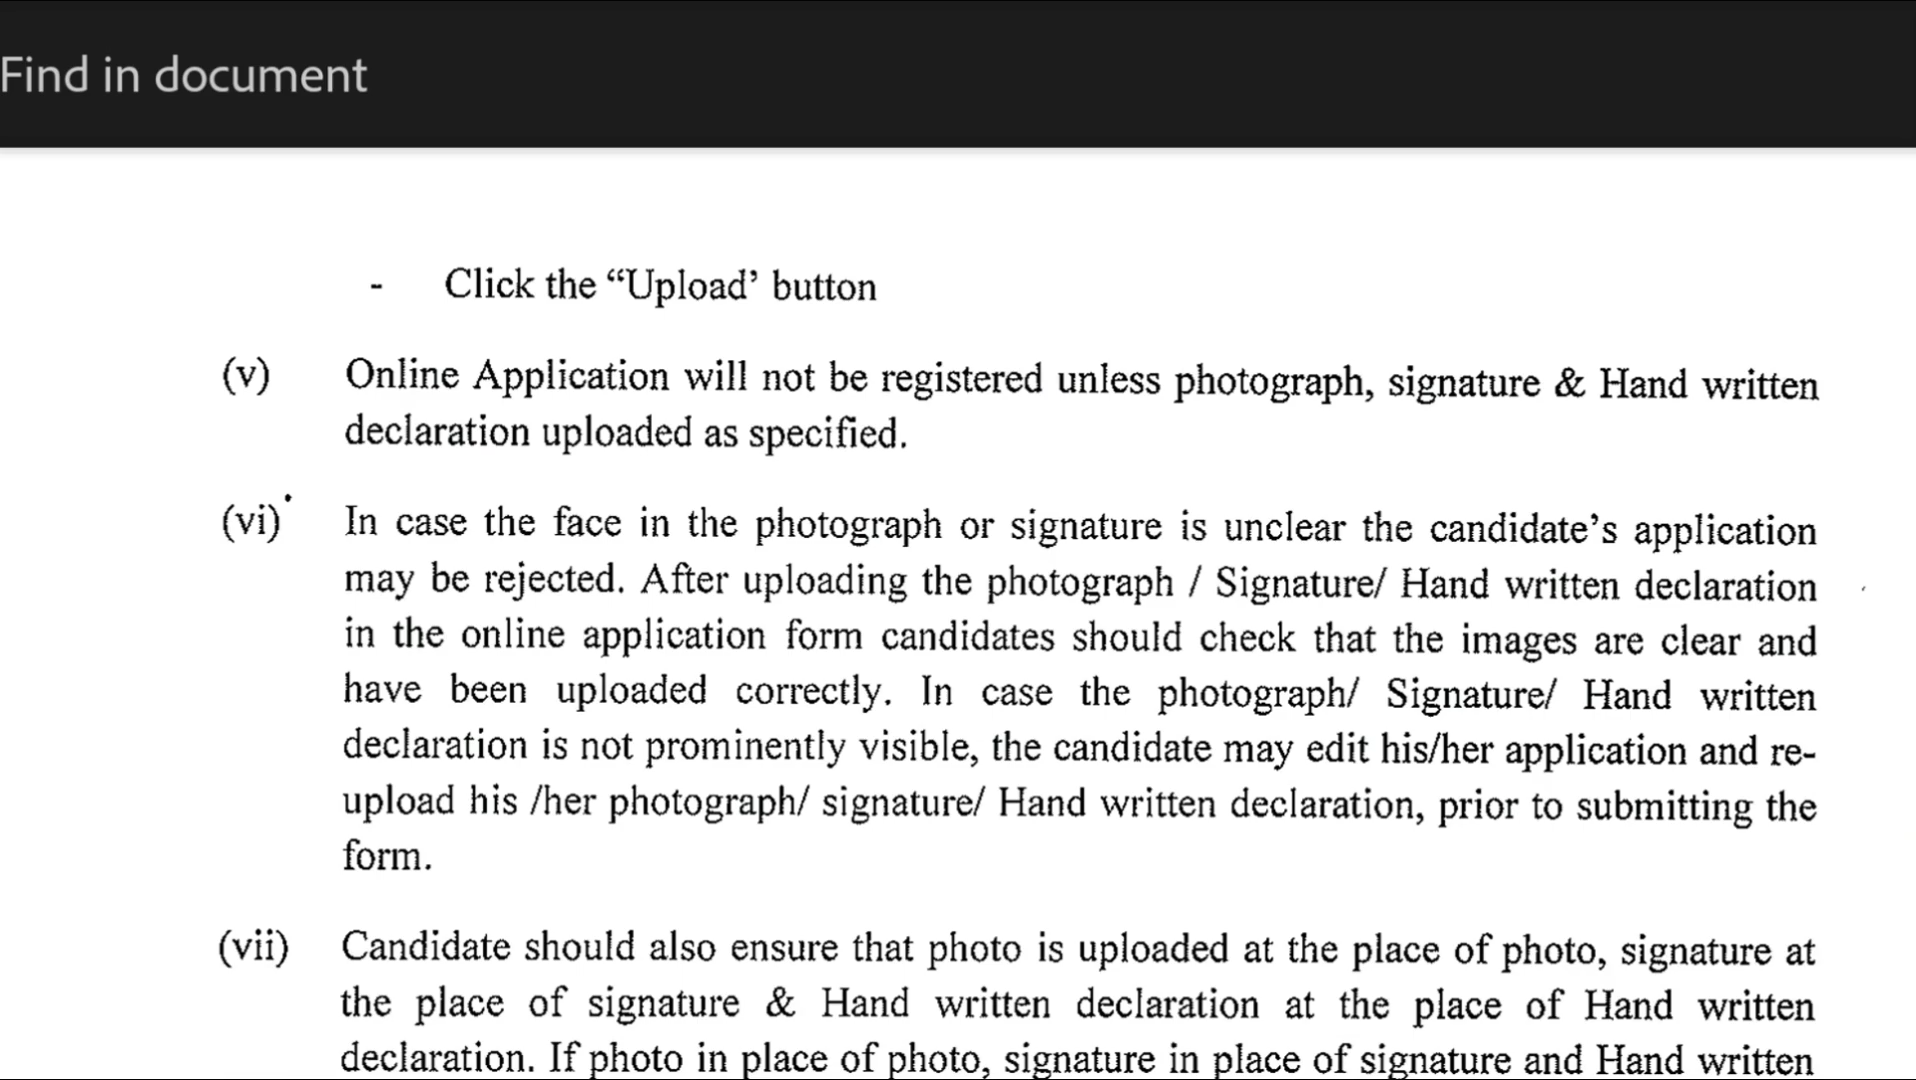 Find in document
- Click the “Upload’ button
(v) Online Application will not be registered unless photograph, signature & Hand written
declaration uploaded as specified.
(vi) In case the face in the photograph or signature is unclear the candidate’s application
may be rejected. After uploading the photograph / Signature/ Hand written declaration
in the online application form candidates should check that the images are clear and
have been uploaded correctly. In case the photograph/ Signature/ Hand written
declaration is not prominently visible, the candidate may edit his/her application and re-
upload his /her photograph/ signature/ Hand written declaration, prior to submitting the
form.
(vii) Candidate should also ensure that photo is uploaded at the place of photo, signature at
the place of signature & Hand written declaration at the place of Hand written
declaration. If photo in place of photo, signature in place of signature and Hand written